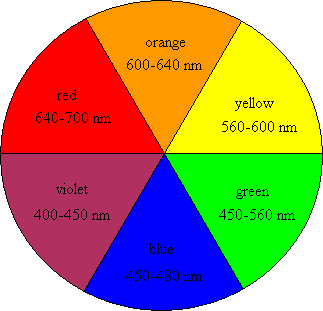 orange
600-640 nm
red
640-700 nm
yellow
560-600 nm
violet
400-450 nm
green
450-560 nm
blue
450-480 nm